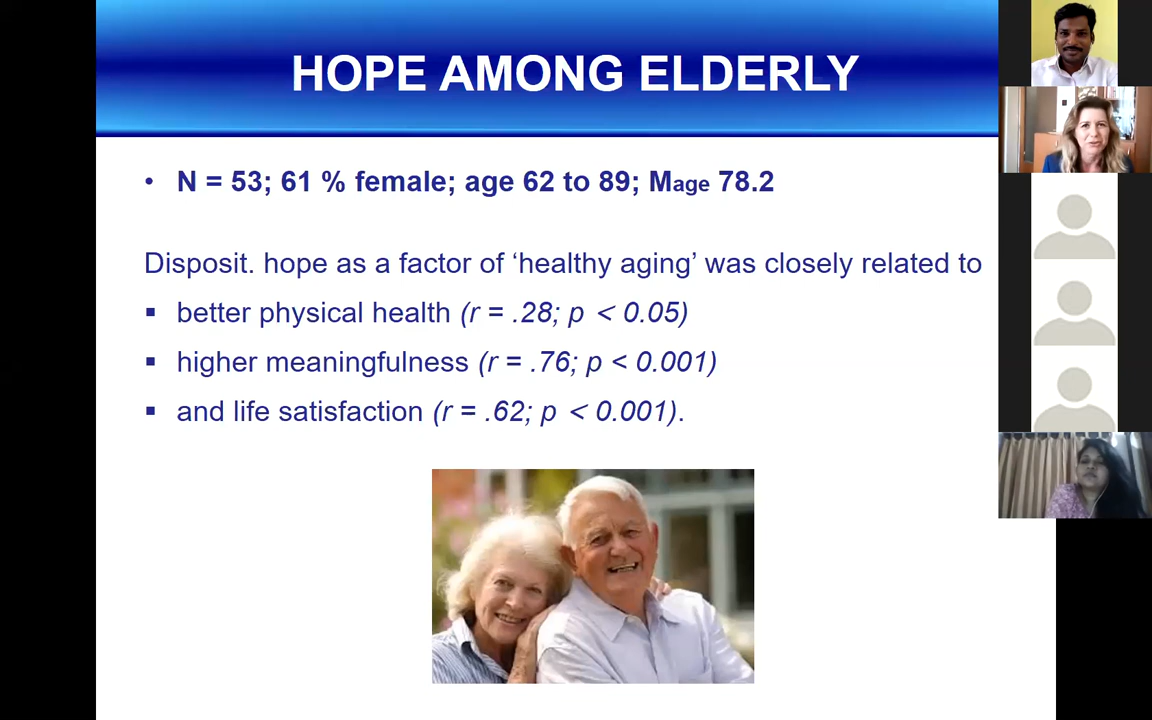 HOPE AMONG ELDERLY
• N = 53; 61 % female; age 62 to 89; Mage 78.2
Disposit. hope as a factor of ‘healthy aging’ was closely related to
▪ better physical health (r = .28; p < 0.05)
▪ higher meaningfulness (r = .76; p < 0.001)
▪ and life satisfaction (r = .62; p < 0.001).